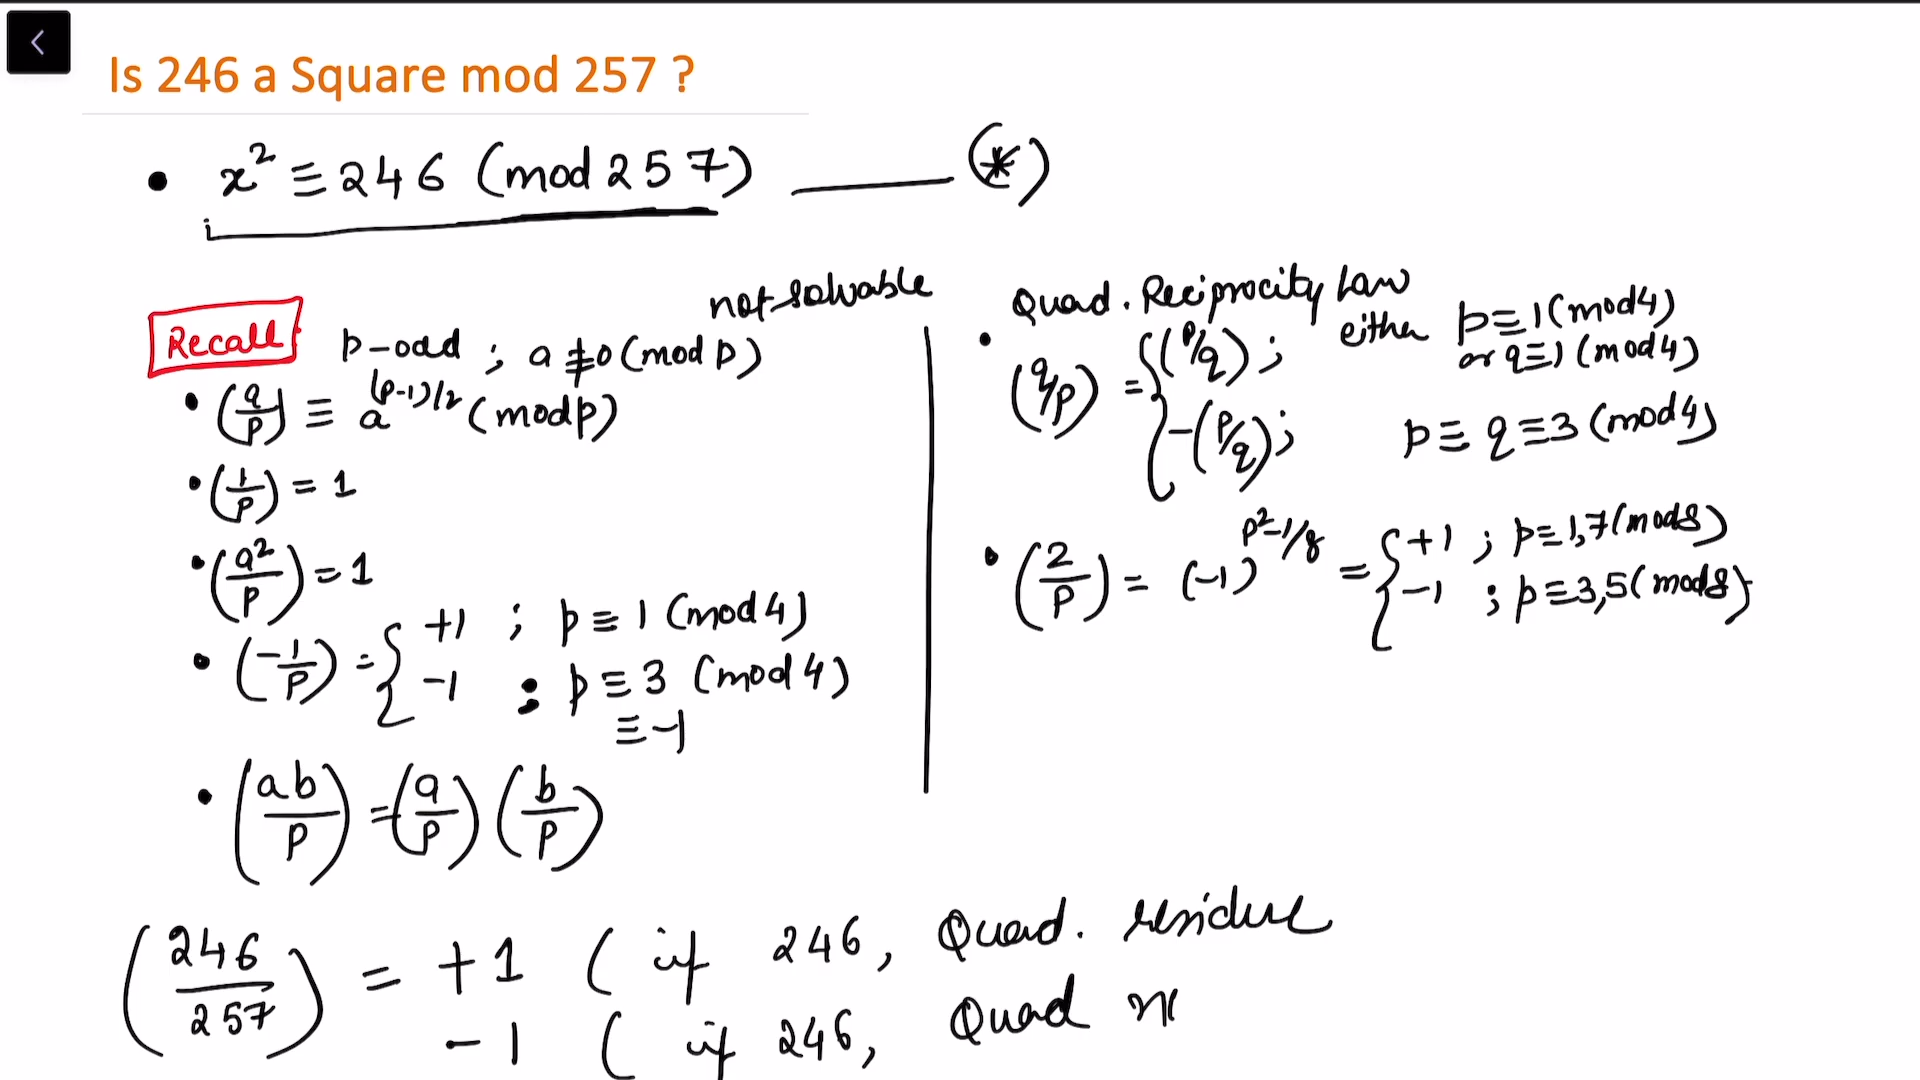 Is 246 a Square mod 257 ?
• x² ≡ 246 (mod 257) ——— (*)
not solvable
Recall p-odd ; a ≢ 0 (mod p)
• (a/p) ≡ a^(p-1)/2 (mod p)
• (1/p) = 1
• (a²/p) = 1
• (-1/p) = { +1 ; p ≡ 1 (mod 4)
-1 ; p ≡ 3 (mod 4)
≡ -1
• (ab/p) = (a/p) (b/p)
Quad. Reciprocity Law
• (q/p) = { (p/q) ; either p ≡ 1 (mod 4)
or q ≡ 1 (mod 4)
-(p/q) ; p ≡ q ≡ 3 (mod 4)
• (2/p) = (-1)^p²-1/8 = { +1 ; p ≡ 1,7 (mod 8)
-1 ; p ≡ 3,5 (mod 8)
(246/257) = +1 ( if 246, Quad. residue
-1 ( if 246, Quad n